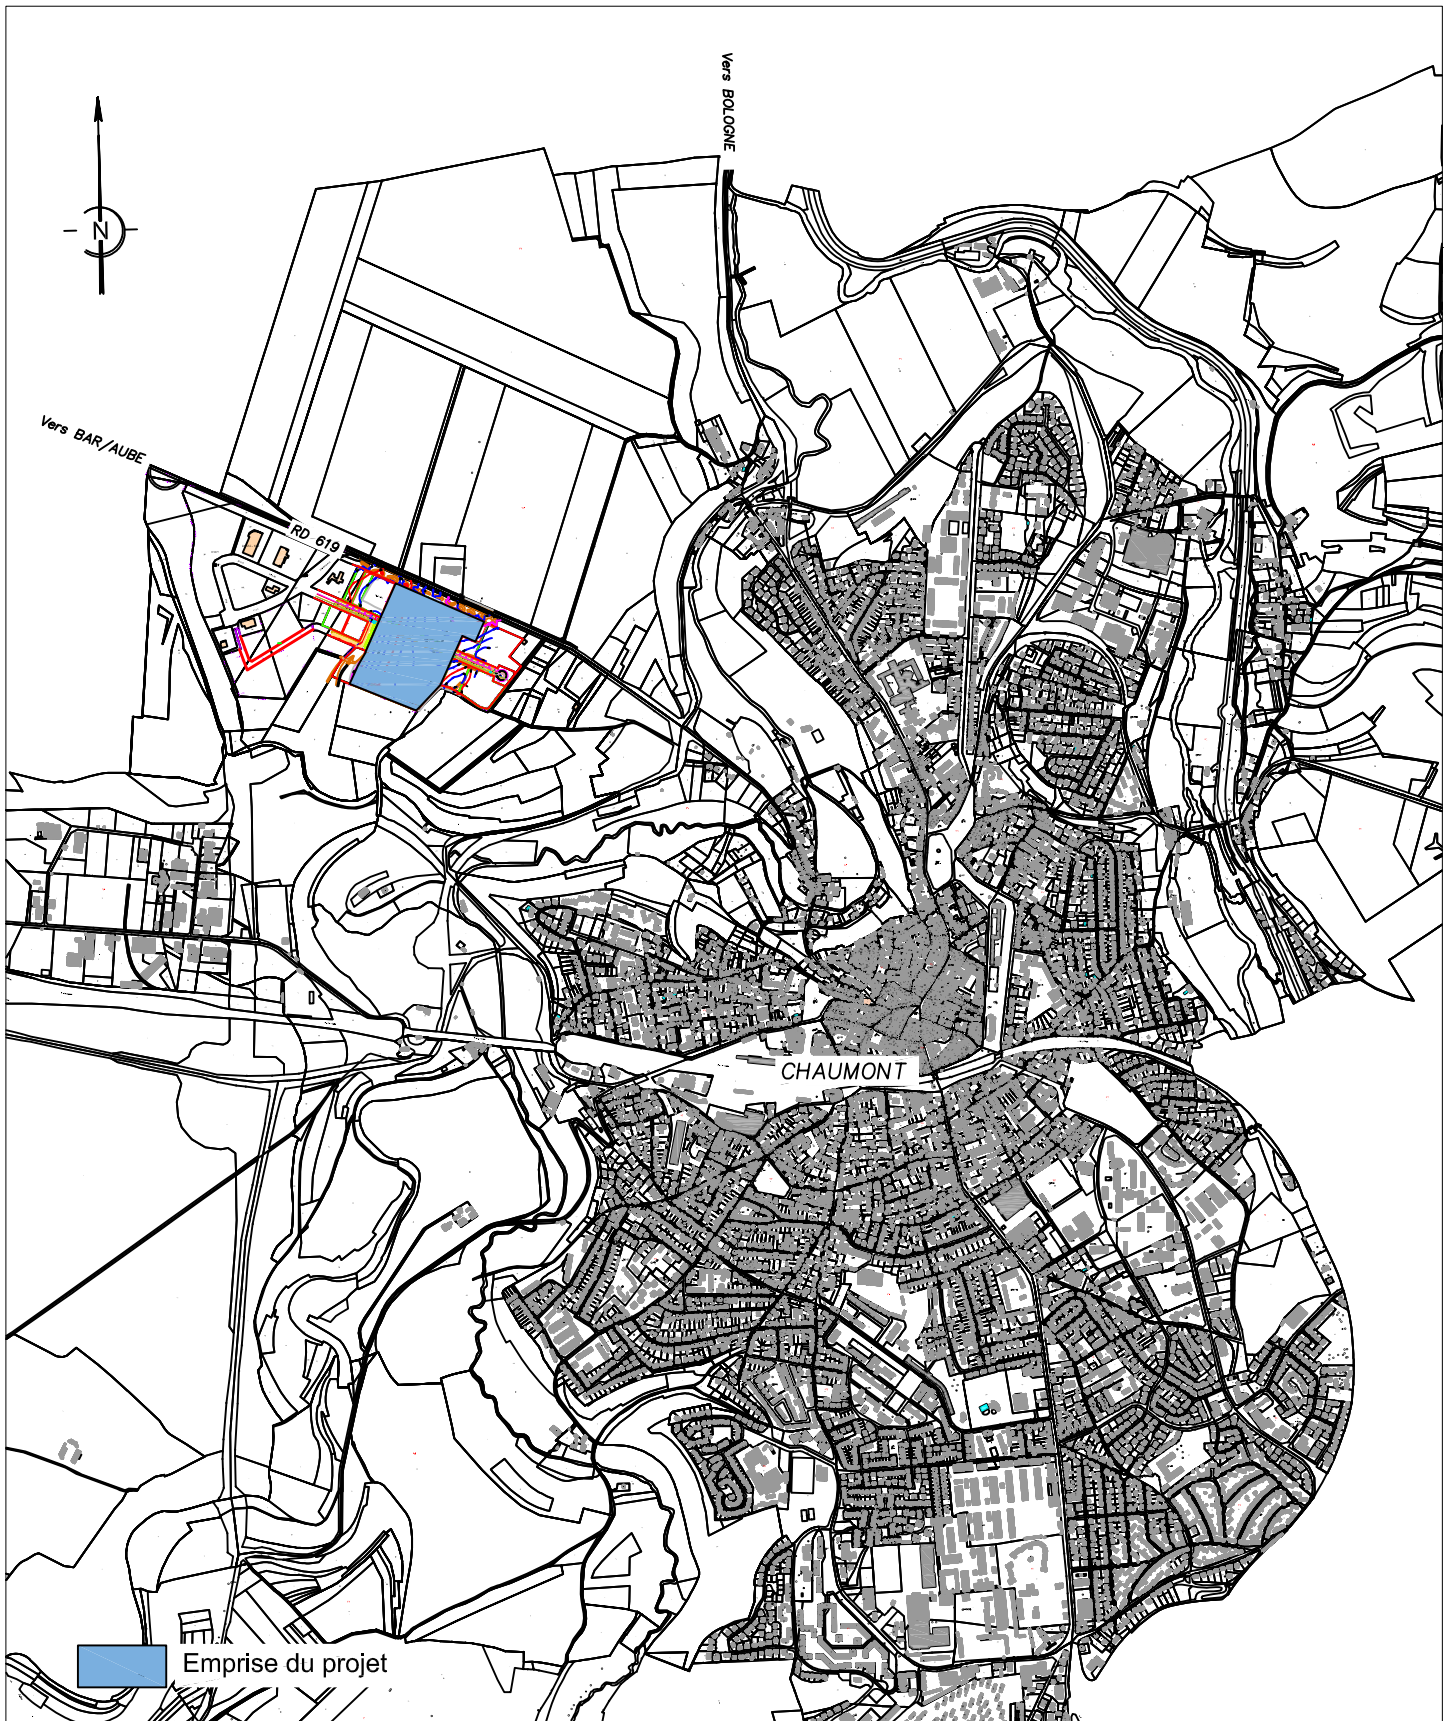 Vers BOLOGNE
N
Vers BAR/AUBE
RD 619
CHAUMONT
Emprise du projet